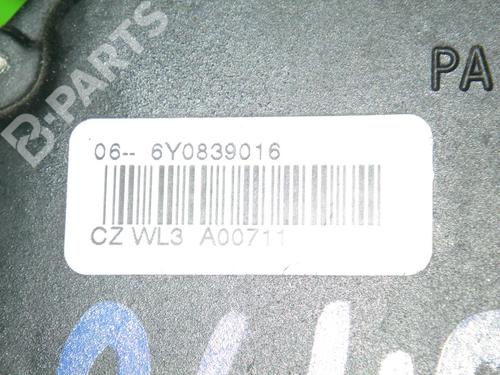 B-PARTS
PA
06-- 6Y0839016
CZ WL3 A00711